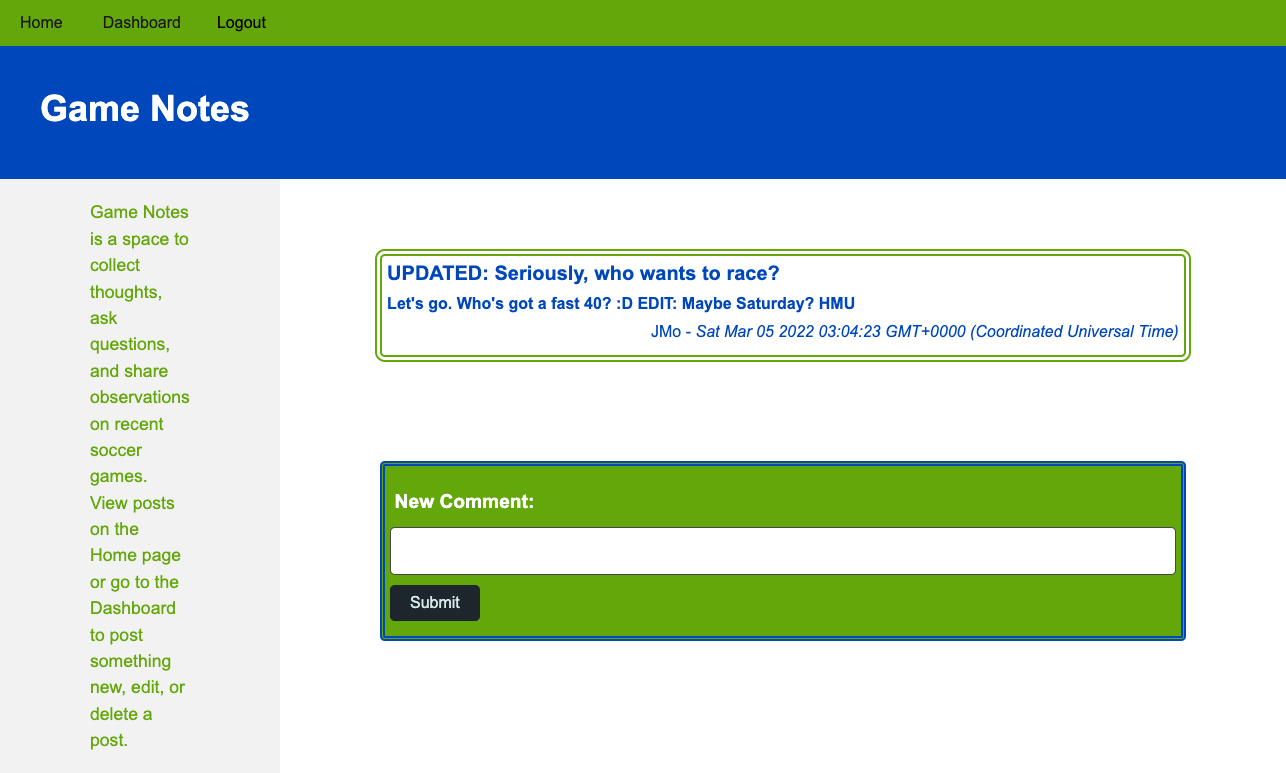 Home Dashboard Logout
Game Notes
Game Notes
is a space to
collect
thoughts,
ask
questions,
and share
observations
on recent
soccer
games.
View posts
on the
Home page
or go to the
Dashboard
to post
something
new, edit, or
delete a
post.
UPDATED: Seriously, who wants to race?
Let's go. Who's got a fast 40? :D EDIT: Maybe Saturday? HMU
JMo - Sat Mar 05 2022 03:04:23 GMT+0000 (Coordinated Universal Time)
New Comment:
Submit